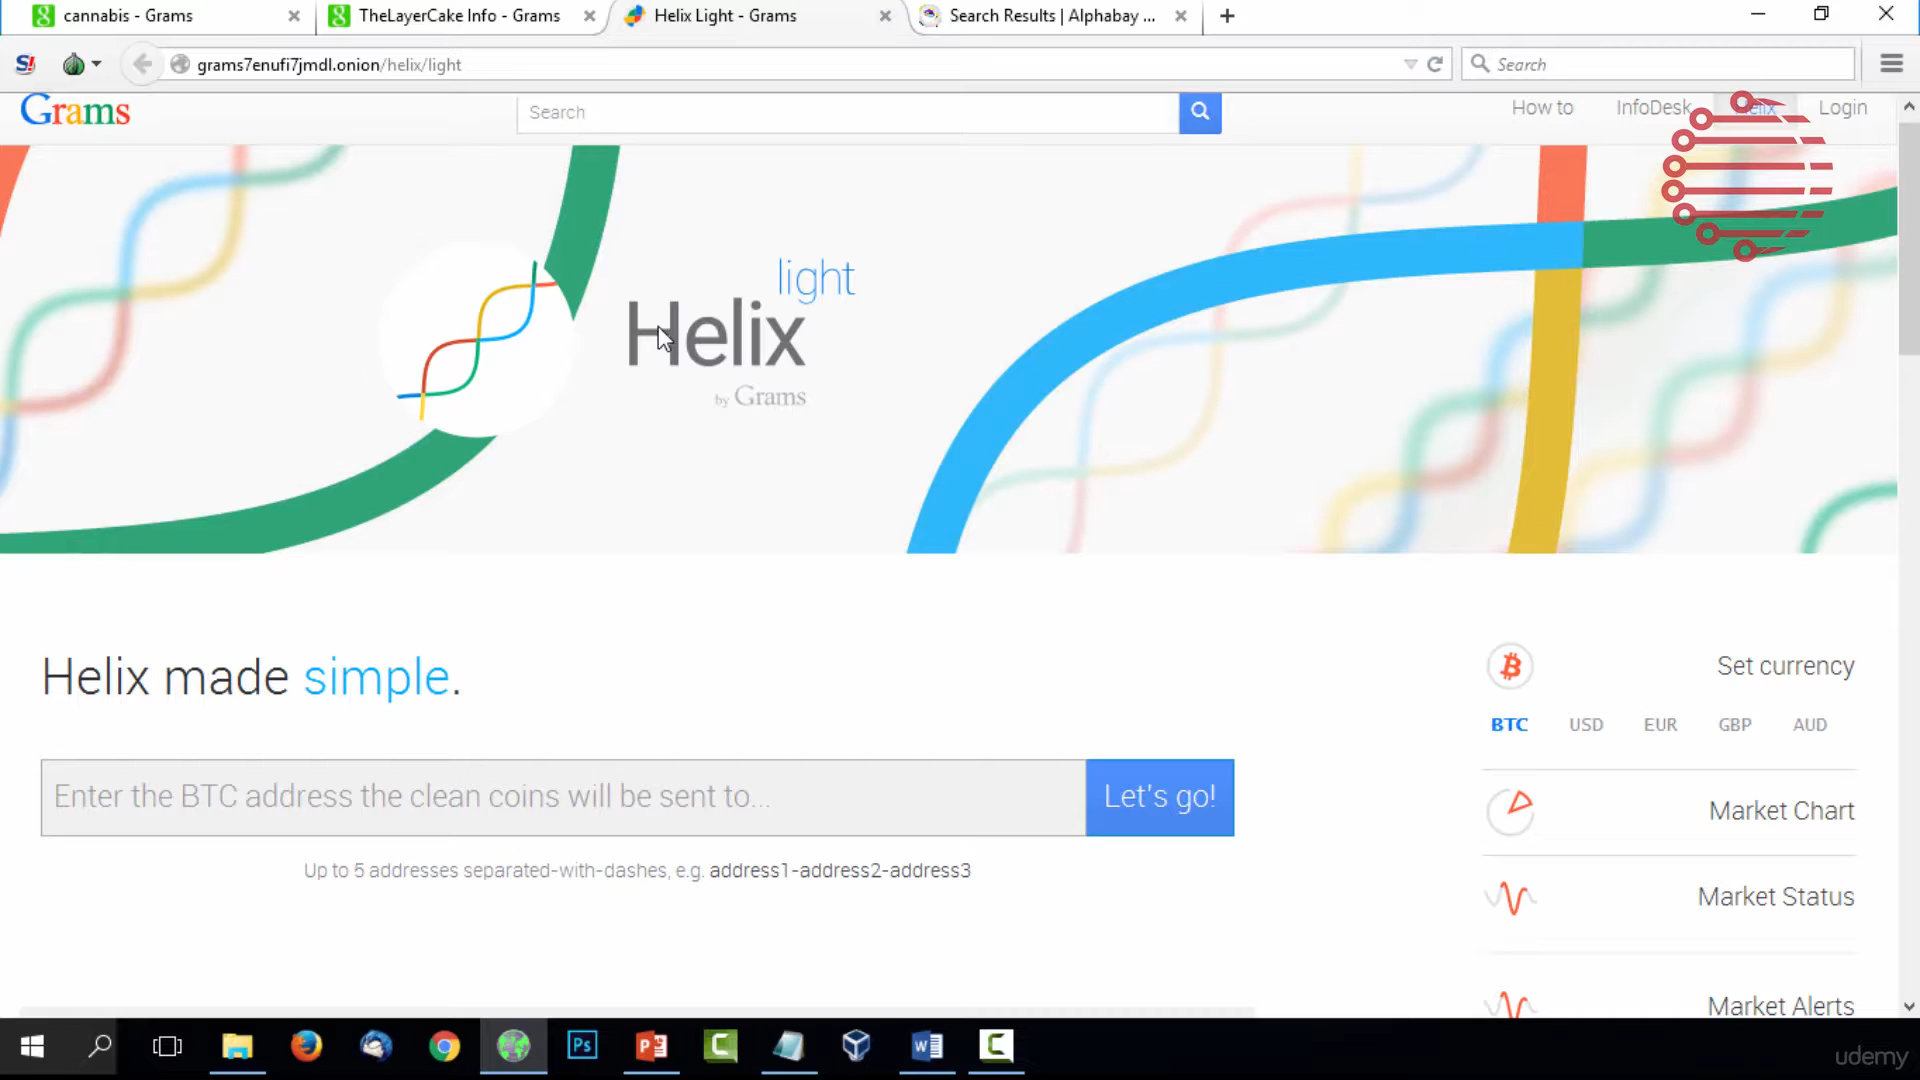 cannabis - Grams
TheLayerCake Info - Grams
Helix Light - Grams
Search Results | Alphabay ...
S!
grams7enufi7jmdl.onion/helix/light
Search
Grams
Search
How to
InfoDesk
Helix
Login
light
Helix
by Grams
Helix made simple.
Set currency
BTC
USD
EUR
GBP
AUD
Enter the BTC address the clean coins will be sent to...
Let's go!
Market Chart
Up to 5 addresses separated-with-dashes, e.g. address1-address2-address3
Market Status
Market Alerts
Ps
P
C
W
C
udemy